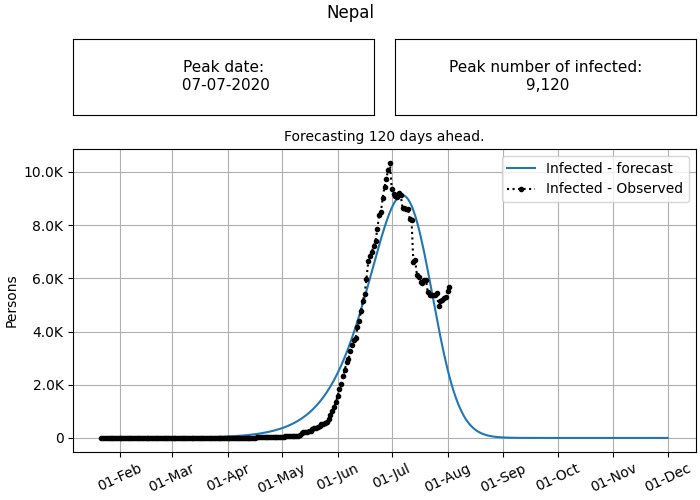 Nepal
Peak date:
07-07-2020
Peak number of infected:
9,120
Forecasting 120 days ahead.
Infected - forecast
Infected - Observed
Persons
10.0K
8.0K
6.0K
4.0K
2.0K
0
01-Feb
01-Mar
01-Apr
01-May
01-Jun
01-Jul
01-Aug
01-Sep
01-Oct
01-Nov
01-Dec